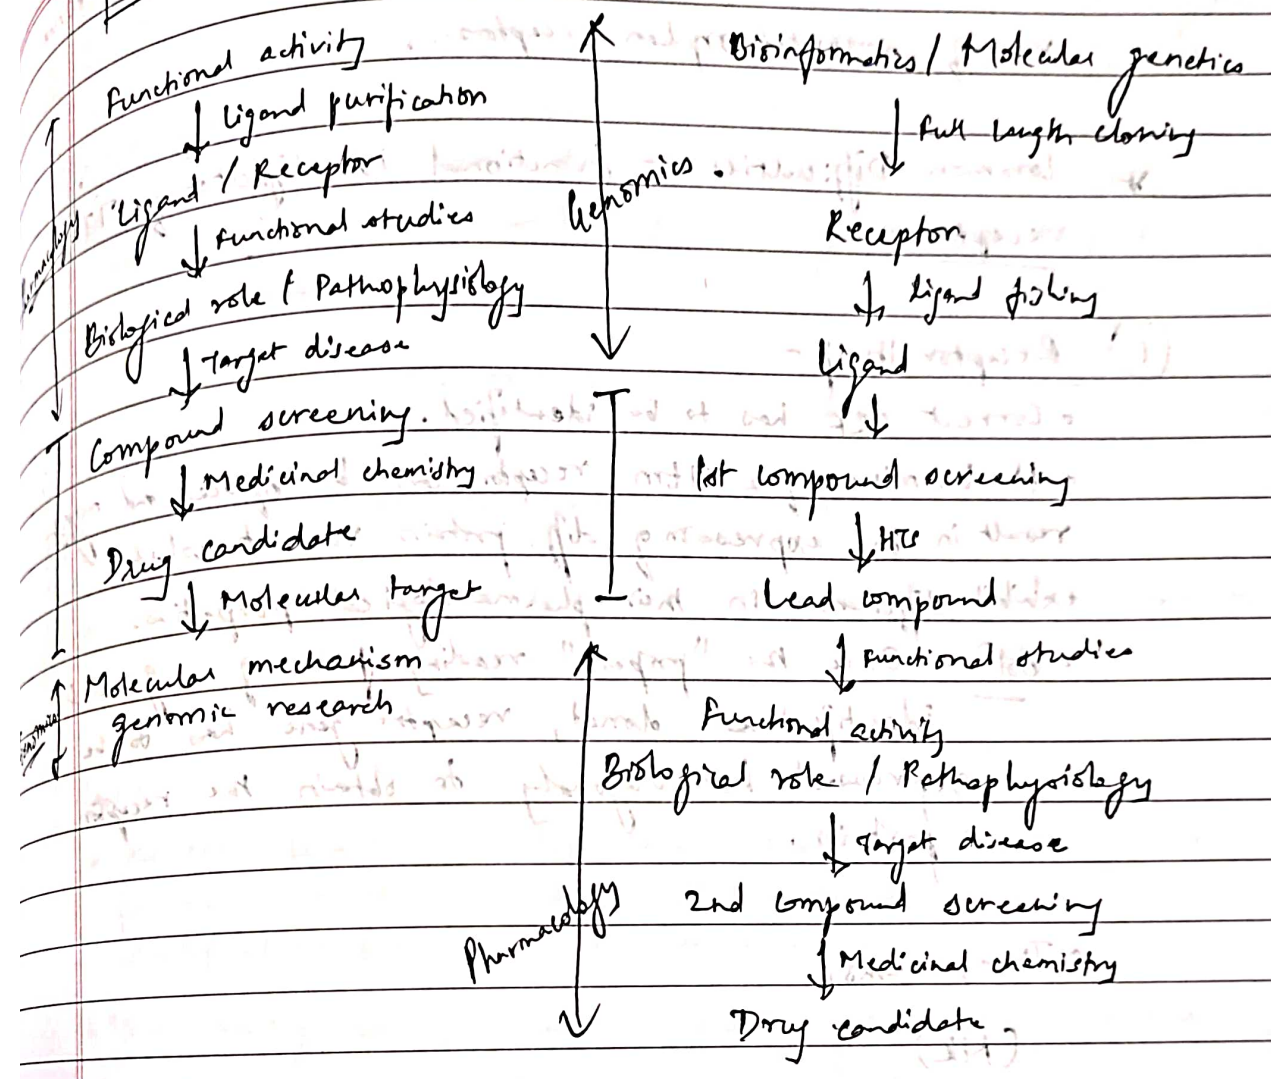 Functional activity
↓ Ligand purification
Ligand / Receptor
↓ Functional studies
Biological role / Pathophysiology
↓ Target disease
Compound screening.
↓ Medicinal chemistry
Drug candidate
↓ Molecular target
Molecular mechanism
genomic research
Genomics.
Pharmacology
Bioinformatics / Molecular genetics
↓ Full length cloning
Receptor
↓ Ligand fishing
Ligand
↓
1st compound screening
↓ HTS
Lead compound
↓ Functional studies
Functional activity
Biological role / Pathophysiology
↓ Target disease
2nd compound screening
↓ Medicinal chemistry
Drug candidate.